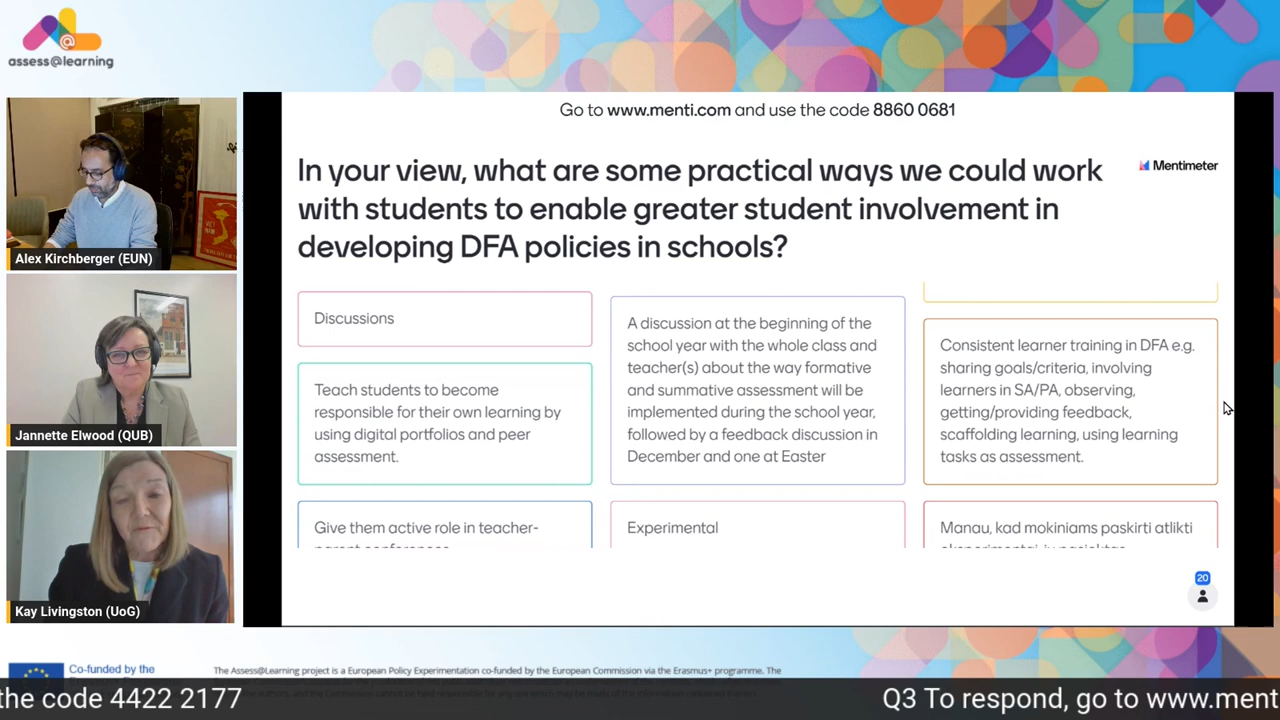 assess@learning
Alex Kirchberger (EUN)
Jannette Elwood (QUB)
Kay Livingston (UoG)
Go to www.menti.com and use the code 8860 0681
In your view, what are some practical ways we could work
with students to enable greater student involvement in
developing DFA policies in schools?
Mentimeter
Discussions
Teach students to become
responsible for their own learning by
using digital portfolios and peer
assessment.
Give them active role in teacher-
parent conferences
A discussion at the beginning of the
school year with the whole class and
teacher(s) about the way formative
and summative assessment will be
implemented during the school year,
followed by a feedback discussion in
December and one at Easter
Experimental
Consistent learner training in DFA e.g.
sharing goals/criteria, involving
learners in SA/PA, observing,
getting/providing feedback,
scaffolding learning, using learning
tasks as assessment.
Manau, kad mokiniams paskirti atlikti
20
Co-funded by the
The Assess@Learning project is a European Policy Experimentation co-funded by the European Commission via the Erasmus+ programme. The
the code 4422 2177
Q3 To respond, go to www.ment